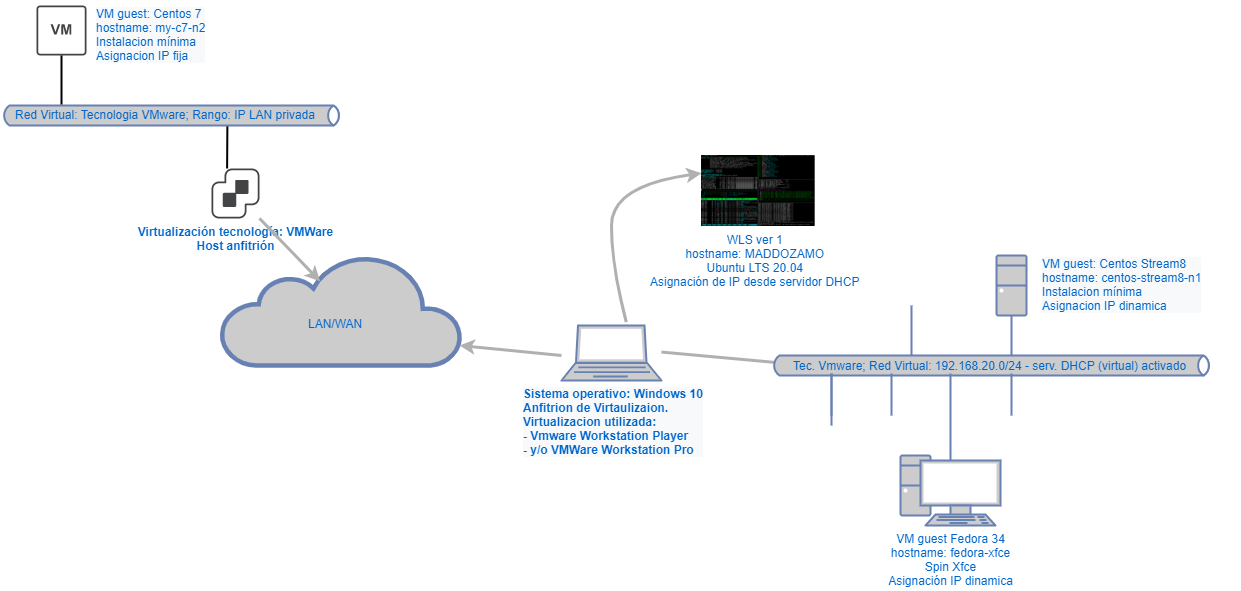 VM
VM guest: Centos 7
hostname: my-c7-n2
Instalacion mínima
Asignacion IP fija
Red Virtual: Tecnologia VMware; Rango: IP LAN privada
Virtualización tecnología: VMWare
Host anfitrión
LAN/WAN
WLS ver 1
hostname: MADDOZAMO
Ubuntu LTS 20.04
Asignación de IP desde servidor DHCP
VM guest: Centos Stream8
hostname: centos-stream8-n1
Instalacion mínima
Asignacion IP dinamica
Tec. Vmware; Red Virtual: 192.168.20.0/24 - serv. DHCP (virtual) activado
Sistema operativo: Windows 10
Anfitrion de Virtaulizaion.
Virtualizacion utilizada:
- Vmware Workstation Player
- y/o VMWare Workstation Pro
VM guest Fedora 34
hostname: fedora-xfce
Spin Xfce
Asignación IP dinamica